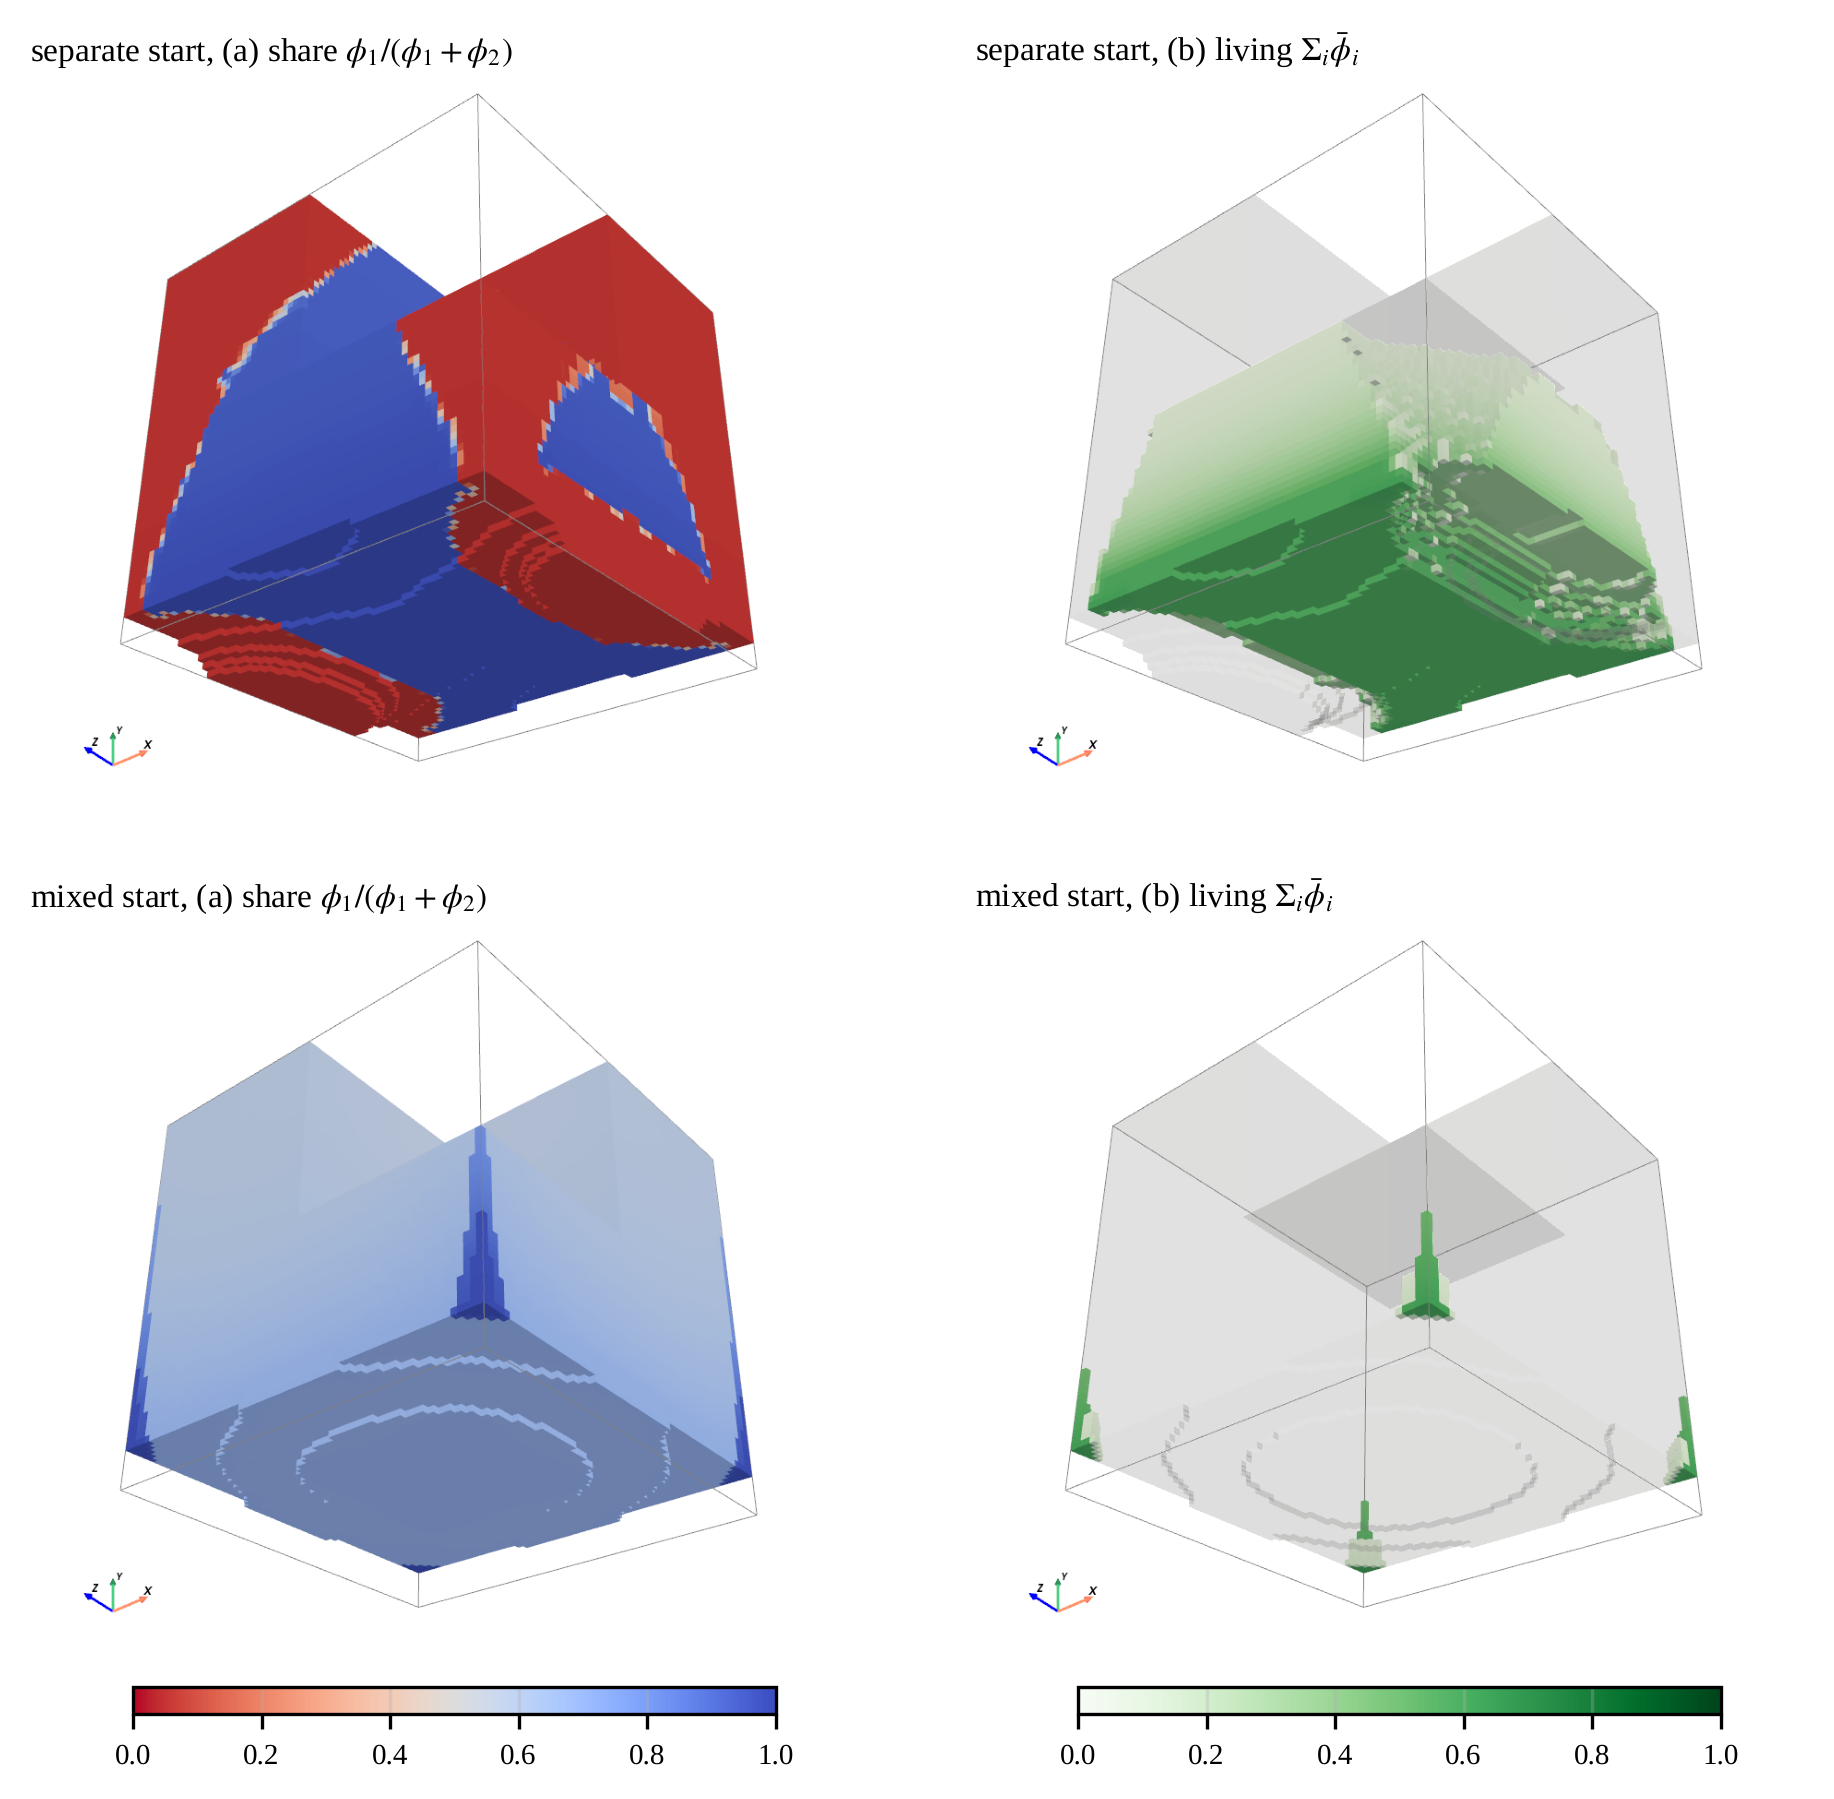 separate start, (a) share ϕ₁/(ϕ₁ + ϕ₂)
separate start, (b) living Σᵢϕ̄ᵢ
Z Y X
Z Y X
mixed start, (a) share ϕ₁/(ϕ₁ + ϕ₂)
mixed start, (b) living Σᵢϕ̄ᵢ
Z Y X
Z Y X
0.0 0.2 0.4 0.6 0.8 1.0
0.0 0.2 0.4 0.6 0.8 1.0